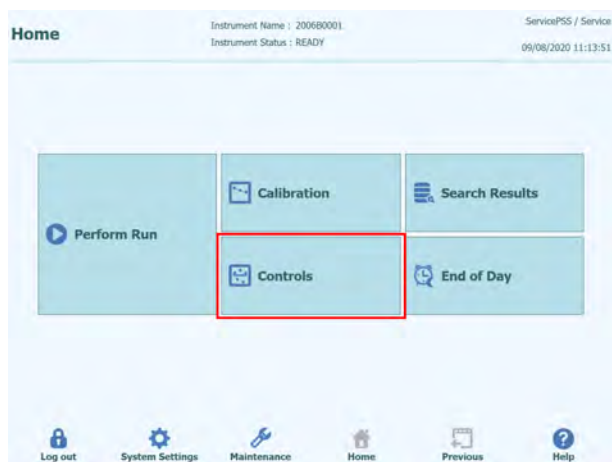 Home
Instrument Name : 200680001
Instrument Status : READY
ServicePSS / Service
09/08/2020 11:13:51
Perform Run
Calibration
Search Results
Controls
End of Day
Log out
System Settings
Maintenance
Home
Previous
Help